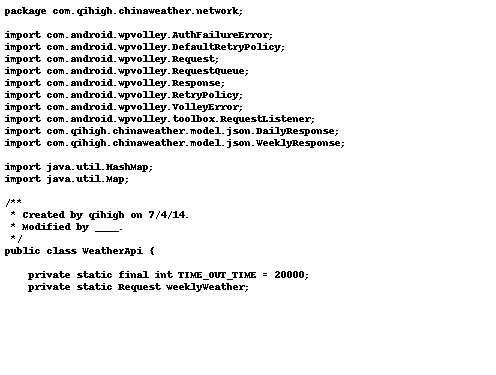 package com.qihigh.chinaweather.network;

import com.android.wpvolley.AuthFailureError;
import com.android.wpvolley.DefaultRetryPolicy;
import com.android.wpvolley.Request;
import com.android.wpvolley.RequestQueue;
import com.android.wpvolley.Response;
import com.android.wpvolley.RetryPolicy;
import com.android.wpvolley.VolleyError;
import com.android.wpvolley.toolbox.RequestListener;
import com.qihigh.chinaweather.model.json.DailyResponse;
import com.qihigh.chinaweather.model.json.WeeklyResponse;

import java.util.HashMap;
import java.util.Map;

/**
 * Created by qihigh on 7/4/14.
 * Modified by ____.
 */
public class WeatherApi {

    private static final int TIME_OUT_TIME = 20000;
    private static Request weeklyWeather;